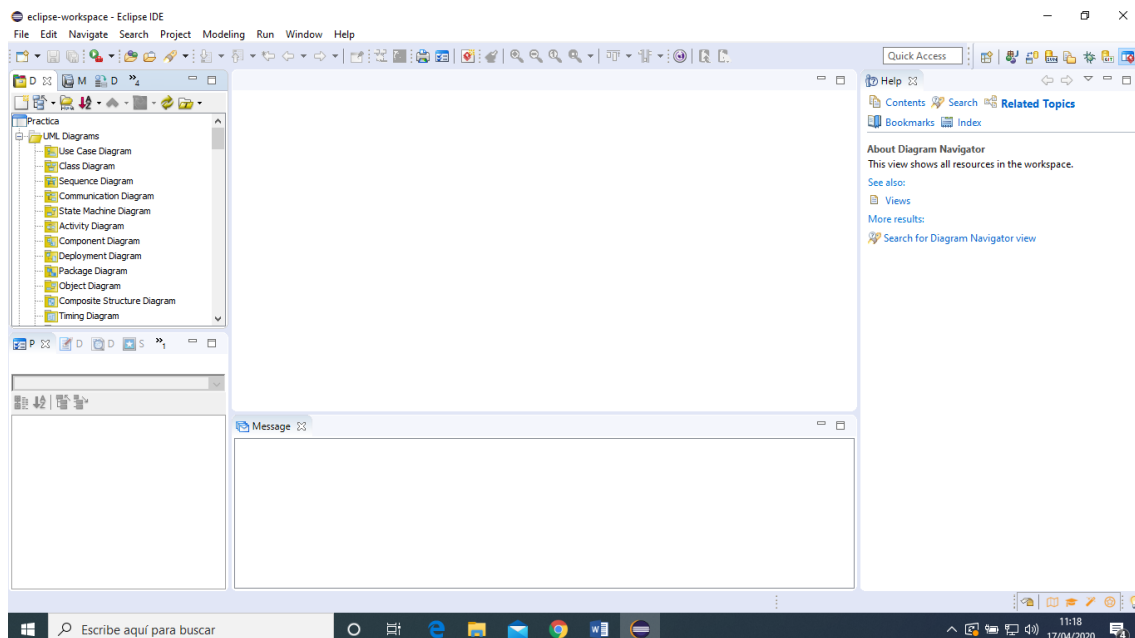 eclipse-workspace - Eclipse IDE
File Edit Navigate Search Project Modeling Run Window Help
Quick Access
D M D »4
Help
Contents Search Related Topics
Bookmarks Index
Practica
UML Diagrams
Use Case Diagram
Class Diagram
Sequence Diagram
Communication Diagram
State Machine Diagram
Activity Diagram
Component Diagram
Deployment Diagram
Package Diagram
Object Diagram
Composite Structure Diagram
Timing Diagram
About Diagram Navigator
This view shows all resources in the workspace.
See also:
Views
More results:
Search for Diagram Navigator view
P D D S »1
Message
Escribe aquí para buscar
11:18
17/04/2020